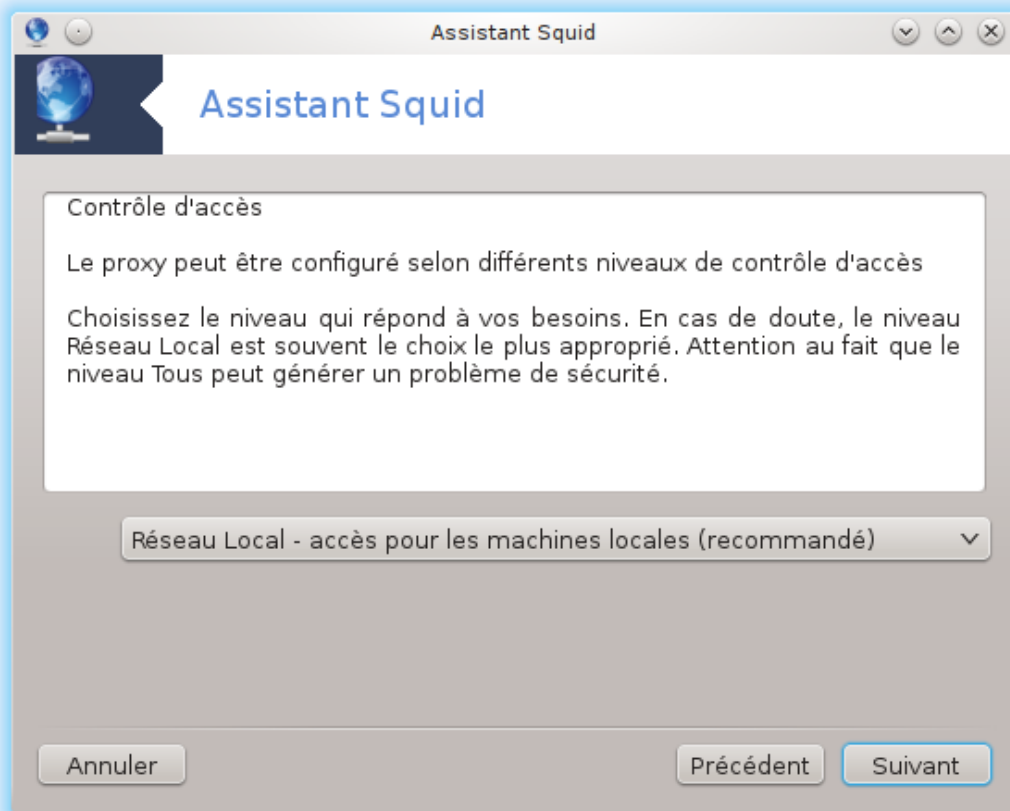 Assistant Squid
Assistant Squid
Contrôle d'accès
Le proxy peut être configuré selon différents niveaux de contrôle d'accès
Choisissez le niveau qui répond à vos besoins. En cas de doute, le niveau
Réseau Local est souvent le choix le plus approprié. Attention au fait que le
niveau Tous peut générer un problème de sécurité.
Réseau Local - accès pour les machines locales (recommandé)
Annuler
Précédent
Suivant